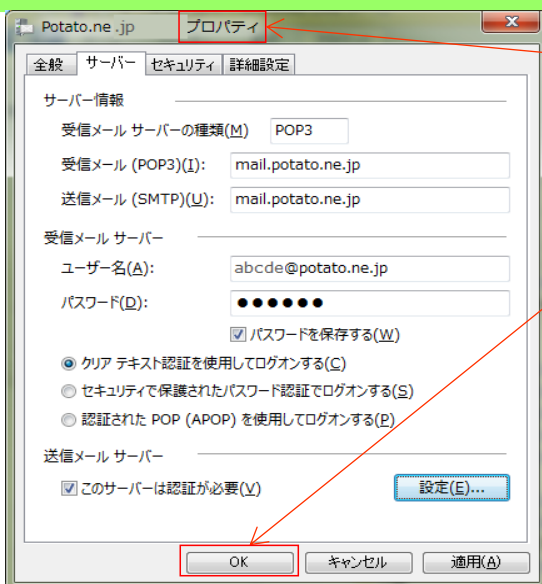 Potato.ne.jp プロパティ
全般 サーバー セキュリティ 詳細設定
サーバー情報
受信メール サーバーの種類(M) POP3
受信メール (POP3)(I): mail.potato.ne.jp
送信メール (SMTP)(U): mail.potato.ne.jp
受信メール サーバー
ユーザー名(A): abcde@potato.ne.jp
パスワード(D): ●●●●●●
パスワードを保存する(W)
クリア テキスト認証を使用してログオンする(C)
セキュリティで保護されたパスワード認証でログオンする(S)
認証された POP (APOP) を使用してログオンする(P)
送信メール サーバー
このサーバーは認証が必要(V) 設定(E)...
OK キャンセル 適用(A)